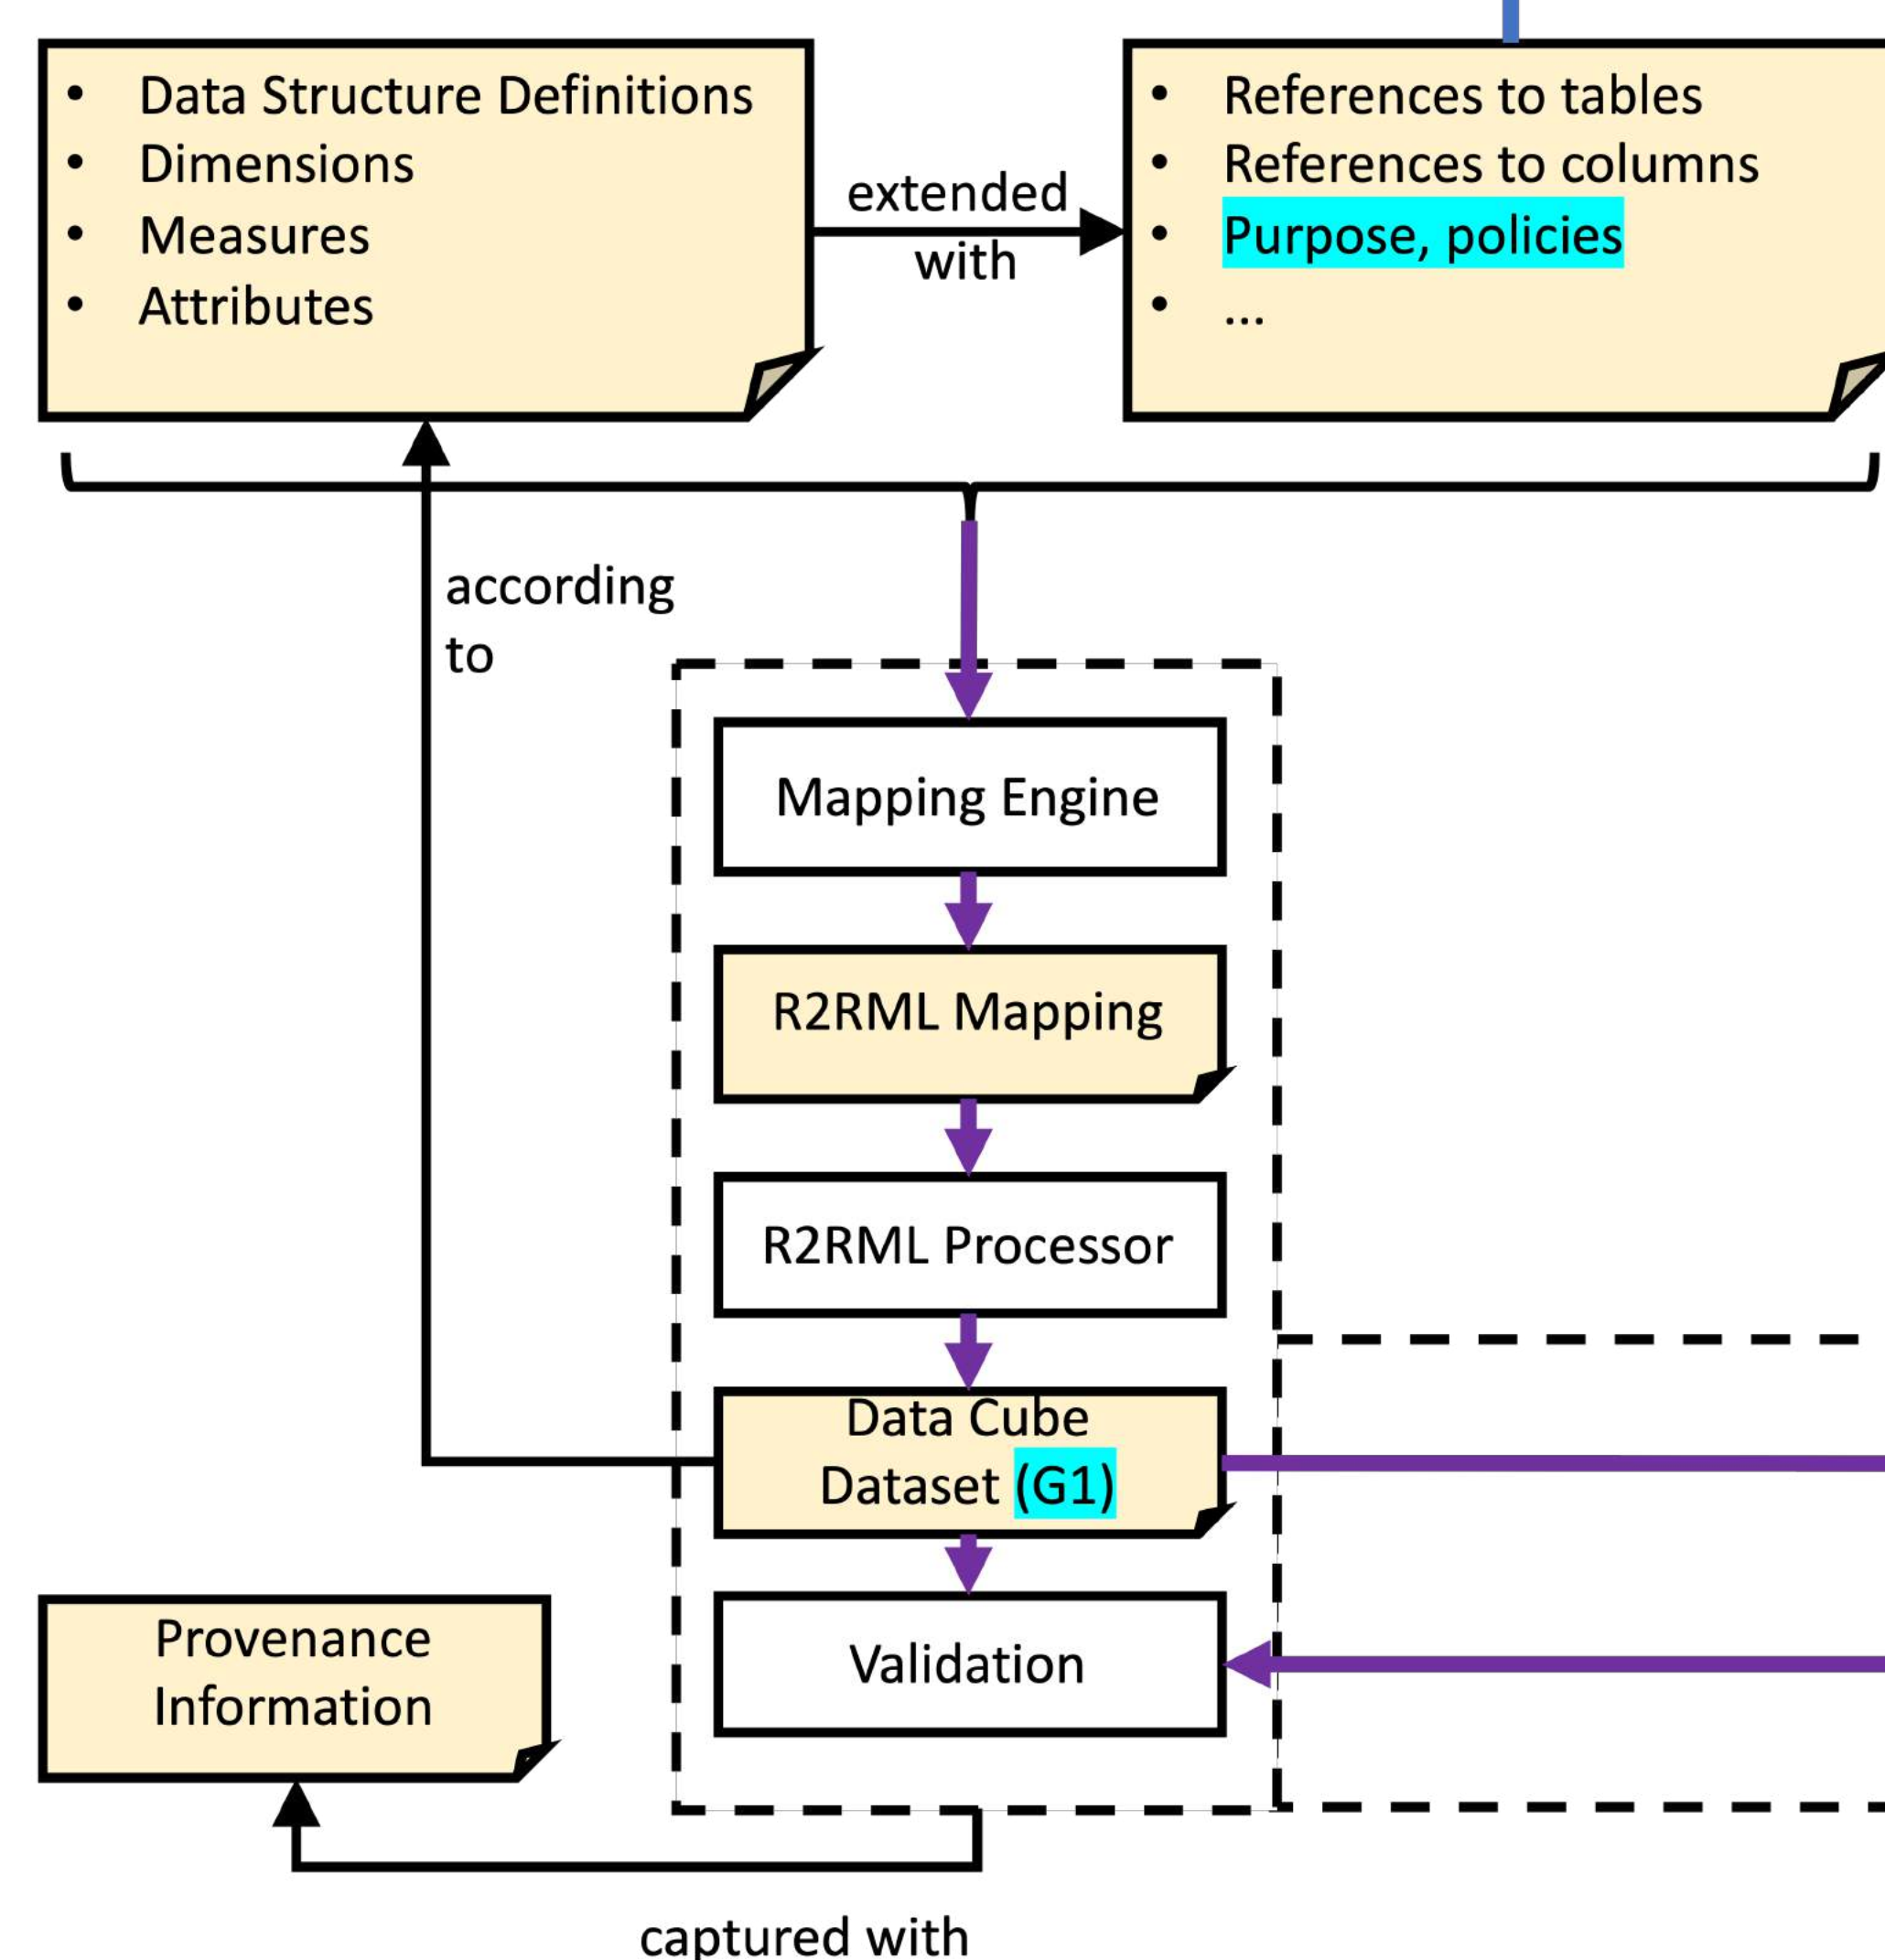 • Data Structure Definitions
• Dimensions
• Measures
• Attributes
extended
with
• References to tables
• References to columns
• Purpose, policies
• ...
according
to
Mapping Engine
R2RML Mapping
R2RML Processor
Data Cube
Dataset (G1)
Validation
Provenance
Information
captured with